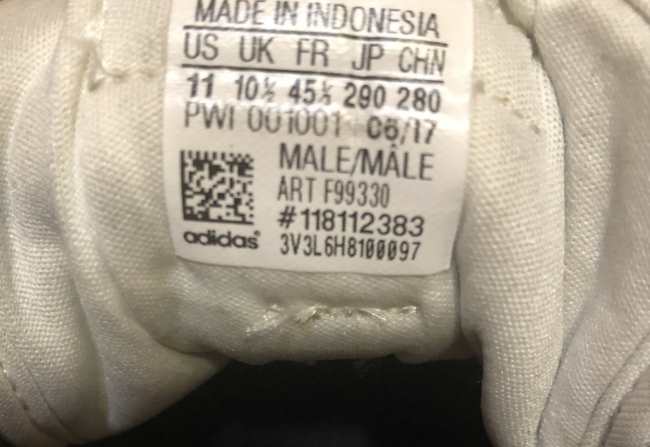 MADE IN INDONESIA
US UK FR JP CHN
11 10½ 45⅓ 290 280
PWI 001001 06/17
MALE/MÂLE
ART F99330
#118112383
adidas® 3V3L6H8100097